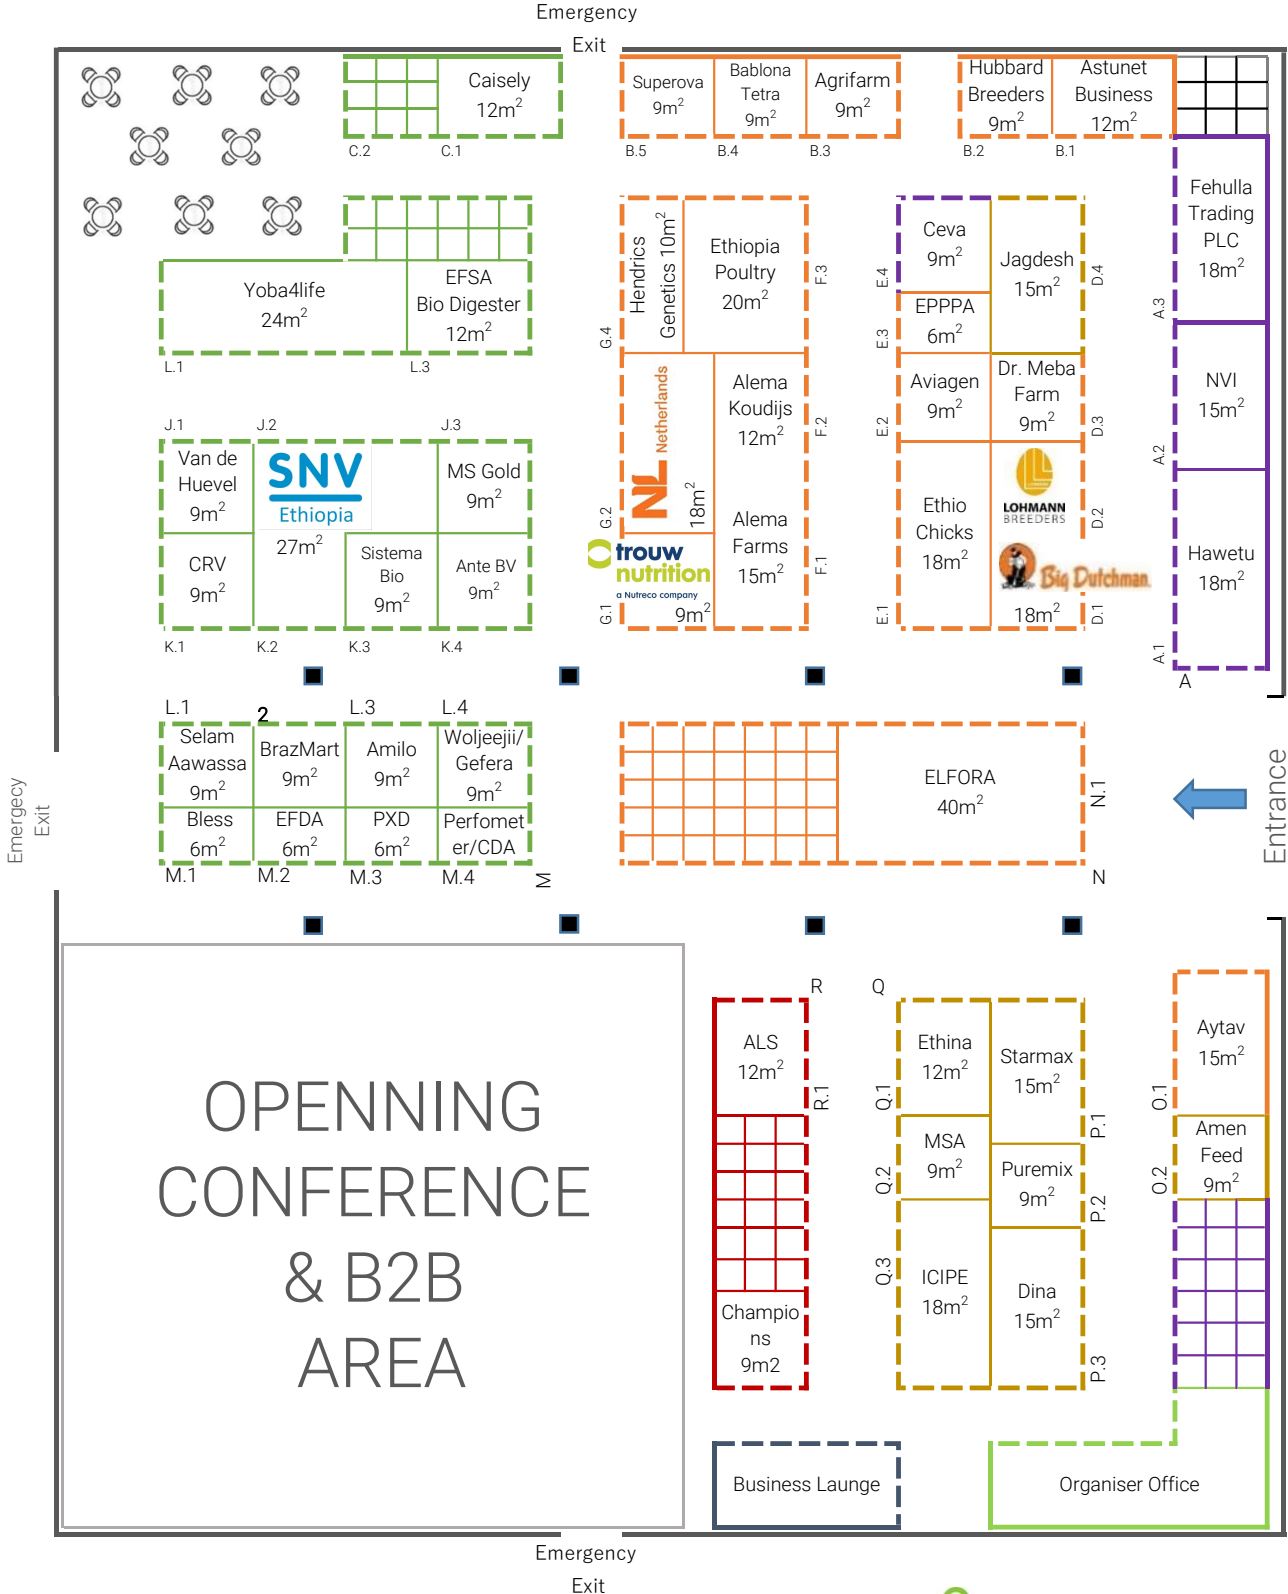 Emergency
Exit
Caisely
12m²
C.2
C.1
Superova
9m²
Bablona
Tetra
9m²
Agrifarm
9m²
B.5
B.4
B.3
Hubbard
Breeders
9m²
Astunet
Business
12m²
B.2
B.1
Fehulla
Trading
PLC
18m²
A.3
NVI
15m²
A.2
Hawetu
18m²
A.1
A
Yoba4life
24m²
EFSA
Bio Digester
12m²
L.1
L.3
Hendrics
Genetics 10m²
G.4
Ethiopia
Poultry
20m²
F.3
Ceva
9m²
E.4
Jagdesh
15m²
D.4
EPPPA
6m²
E.3
Aviagen
9m²
E.2
Dr. Meba
Farm
9m²
D.3
NL Netherlands
18m²
G.2
Alema
Koudijs
12m²
F.2
Alema
Farms
15m²
F.1
trouw
nutrition
a Nutreco company
9m²
G.1
Ethio
Chicks
18m²
E.1
LOHMANN
BREEDERS
D.2
Big Dutchman.
18m²
D.1
J.1
J.2
J.3
Van de
Huevel
9m²
SNV
Ethiopia
27m²
MS Gold
9m²
CRV
9m²
Sistema
Bio
9m²
Ante BV
9m²
K.1
K.2
K.3
K.4
L.1
2
L.3
L.4
Selam
Aawassa
9m²
BrazMart
9m²
Amilo
9m²
Woljeejii/
Gefera
9m²
Bless
6m²
EFDA
6m²
PXD
6m²
Perfomet
er/CDA
M.1
M.2
M.3
M.4
M
ELFORA
40m²
N.1
N
Entrance
Emergecy
Exit
OPENNING
CONFERENCE
& B2B
AREA
R
ALS
12m²
R.1
Champio
ns
9m2
Q
Ethina
12m²
Q.1
Starmax
15m²
P.1
MSA
9m²
Q.2
Puremix
9m²
P.2
ICIPE
18m²
Q.3
Dina
15m²
P.3
Aytav
15m²
O.1
Amen
Feed
9m²
O.2
Business Launge
Organiser Office
Emergency
Exit